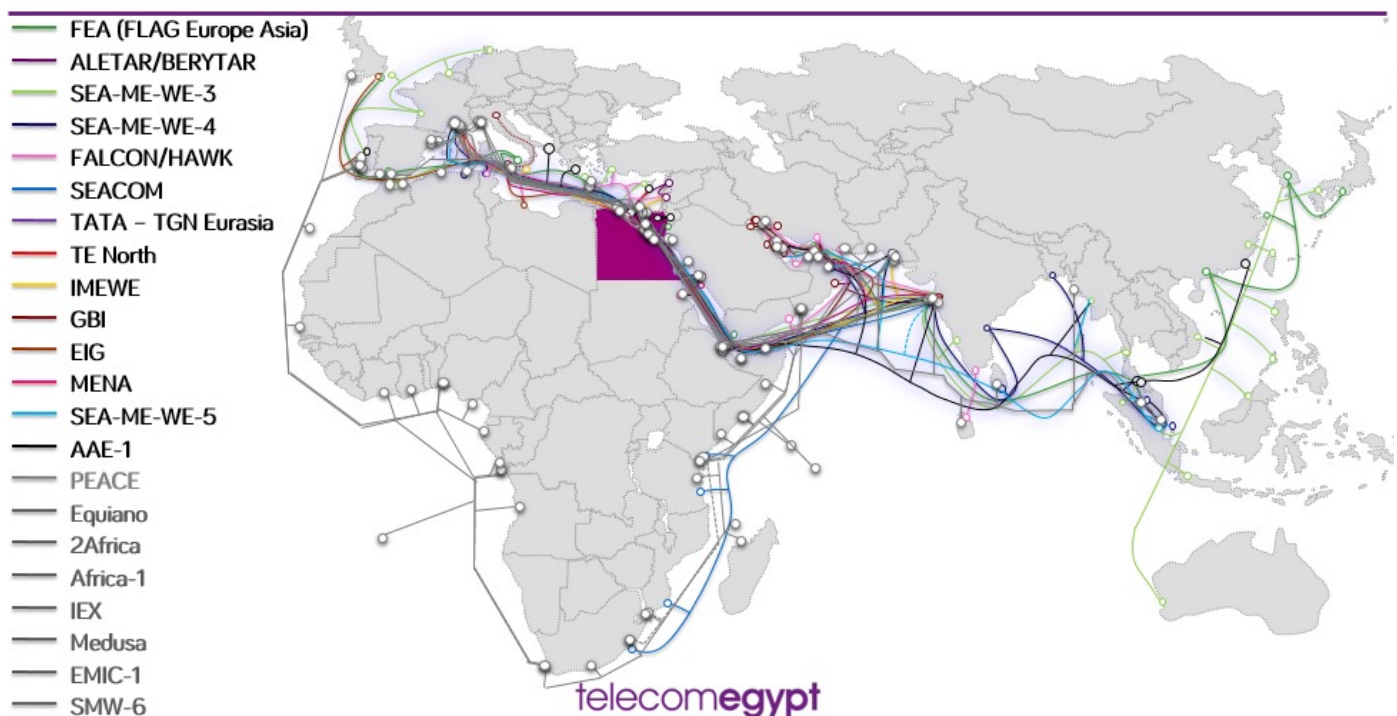 FEA (FLAG Europe Asia)
ALETAR/BERYTAR
SEA-ME-WE-3
SEA-ME-WE-4
FALCON/HAWK
SEACOM
TATA – TGN Eurasia
TE North
IMEWE
GBI
EIG
MENA
SEA-ME-WE-5
AAE-1
PEACE
Equiano
2Africa
Africa-1
IEX
Medusa
EMIC-1
SMW-6
telecomegypt